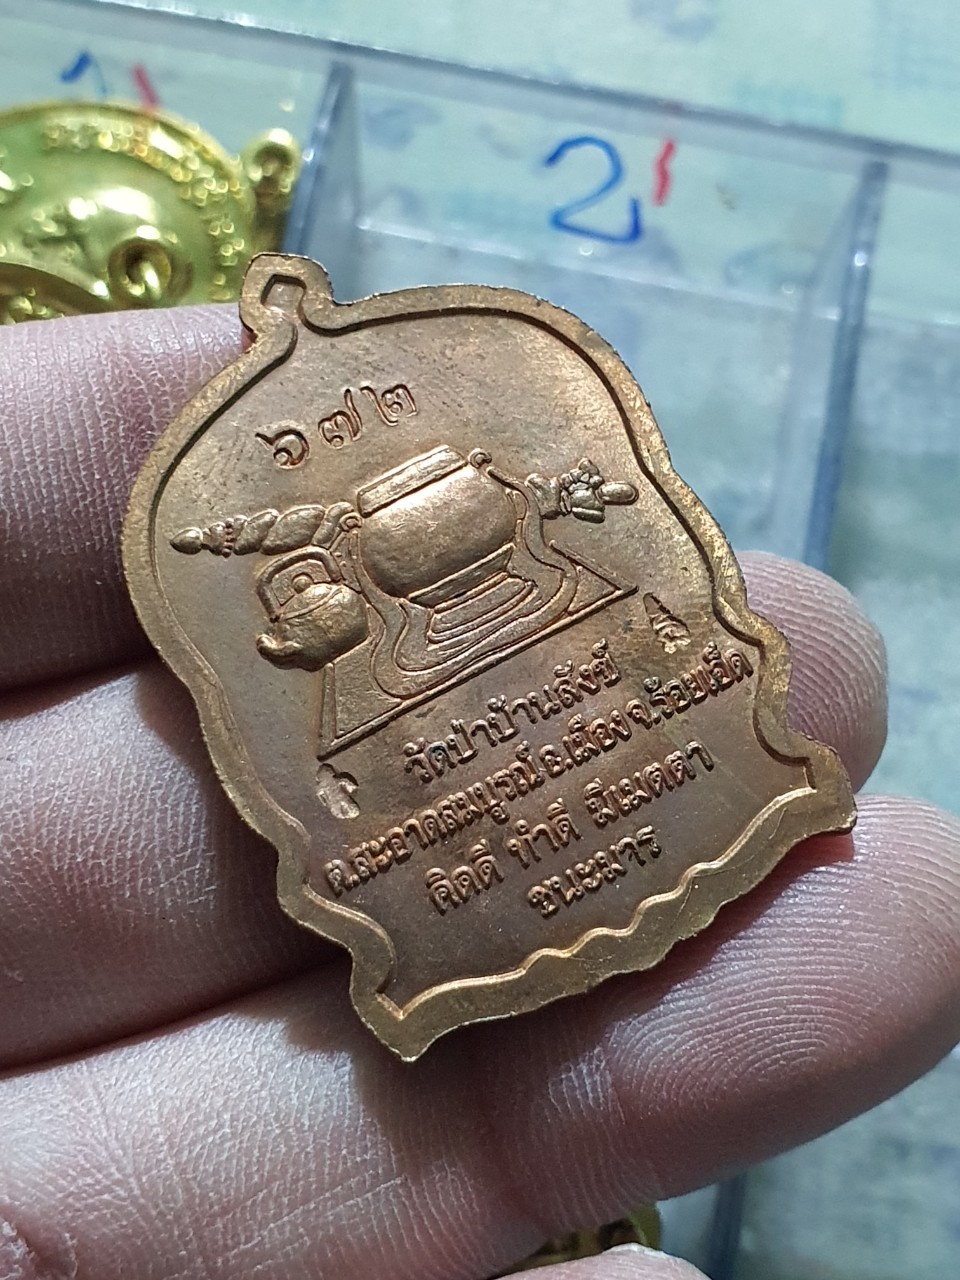 2
๖๗๒
วัดป่าบ้านสังข์
ต.สะอาดสมบูรณ์ อ.เมือง จ.ร้อยเอ็ด
คิดดี ทำดี มีเมตตา
ชนะมาร